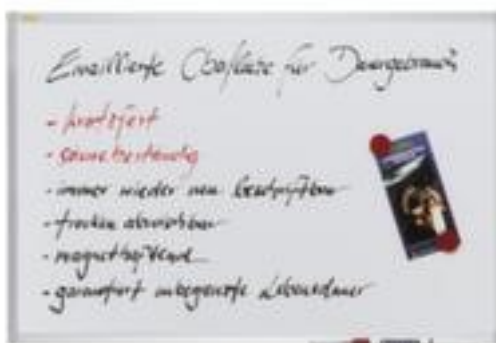 Emaillierte Oberfläche für Dauergebrauch
- kratzfest
- säurebeständig
- immer wieder neu beschriftbar
- trocken abwischbar
- magnethaftend
- garantiert unbegrenzte Lebensdauer